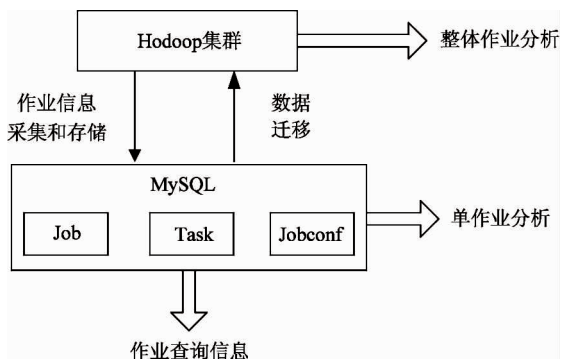 Hodoop集群
整体作业分析
作业信息
采集和存储
数据
迁移
MySQL
Job
Task
Jobconf
单作业分析
作业查询信息